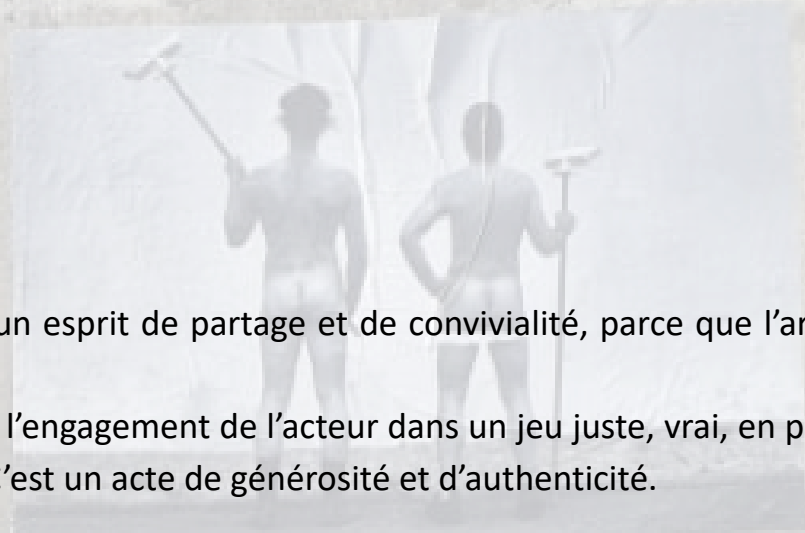 un esprit de partage et de convivialité, parce que l’ar
l’engagement de l’acteur dans un jeu juste, vrai, en p
’est un acte de générosité et d’authenticité.